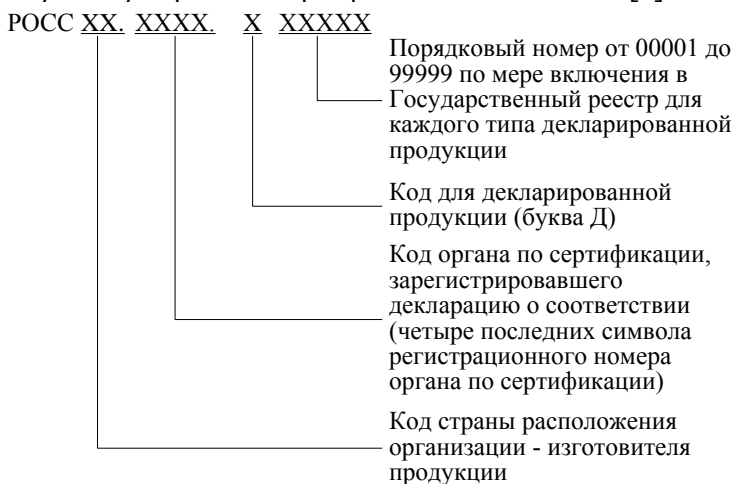 РОСС XX. XXXX. X XXXXX
Порядковый номер от 00001 до
99999 по мере включения в
Государственный реестр для
каждого типа декларированной
продукции
Код для декларированной
продукции (буква Д)
Код органа по сертификации,
зарегистрировавшего
декларацию о соответствии
(четыре последних символа
регистрационного номера
органа по сертификации)
Код страны расположения
организации - изготовителя
продукции